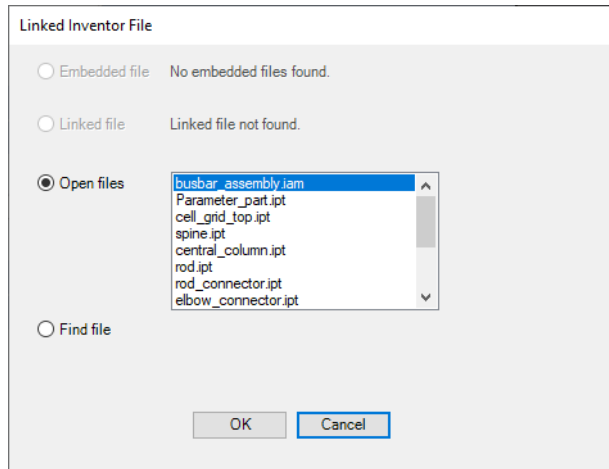 Linked Inventor File
Embedded file No embedded files found.
Linked file Linked file not found.
Open files
busbar_assembly.iam
Parameter_part.ipt
cell_grid_top.ipt
spine.ipt
central_column.ipt
rod.ipt
rod_connector.ipt
elbow_connector.ipt
Find file
OK Cancel